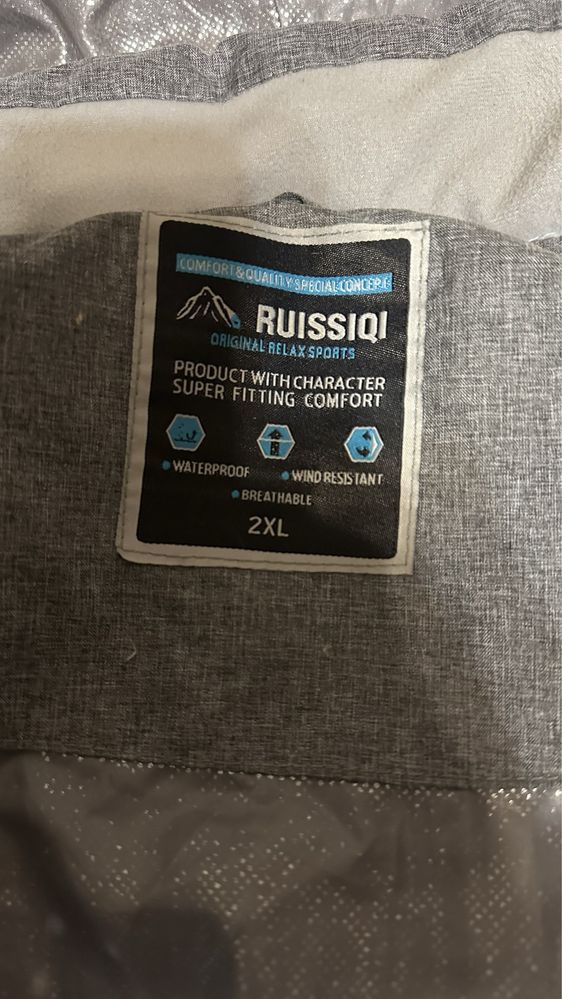 COMFORT&QUALITY SPECIAL CONCEPT
RUISSIQI
ORIGINAL RELAX SPORTS
PRODUCT WITH CHARACTER
SUPER FITTING COMFORT
WATERPROOF
WIND RESISTANT
BREATHABLE
2XL